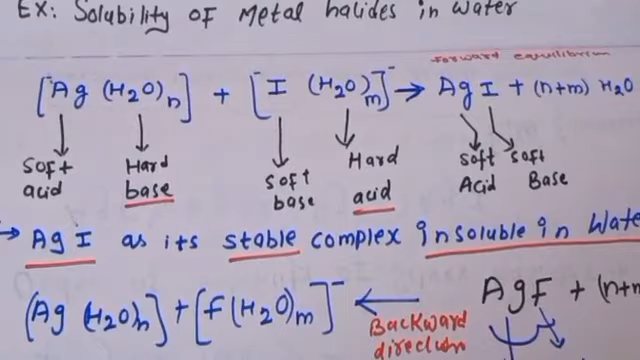 Ex: Solubility of Metal halides in water
forward equilibrium
[Ag (H2O)n] + [I (H2O)m]⁻ → AgI + (n+m) H2O
Soft acid Hard base Soft base Hard acid Soft Acid Soft Base
→ AgI as its stable complex insoluble in Wate
[Ag (H2O)n] + [F(H2O)m]⁻ ← AgF + (n+m
Backward direction